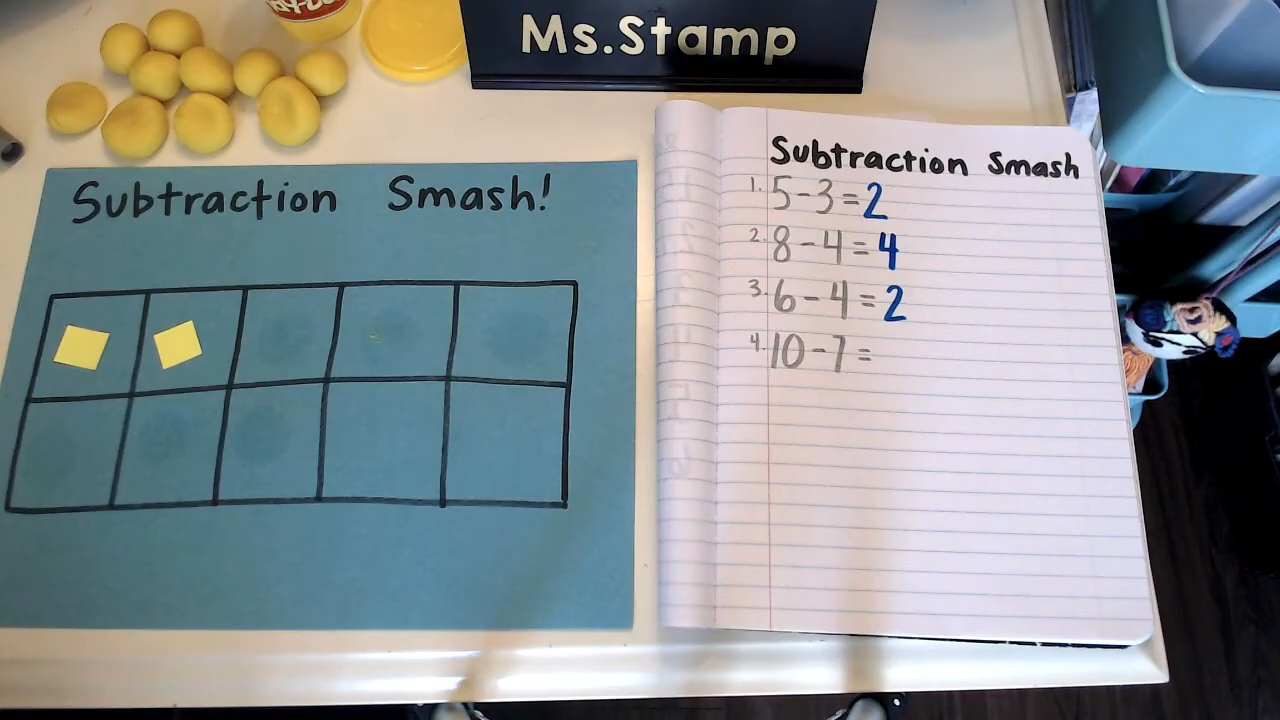 Ms.Stamp
Subtraction Smash!
Subtraction Smash
1. 5-3=2
2. 8-4=4
3. 6-4=2
4. 10-7=